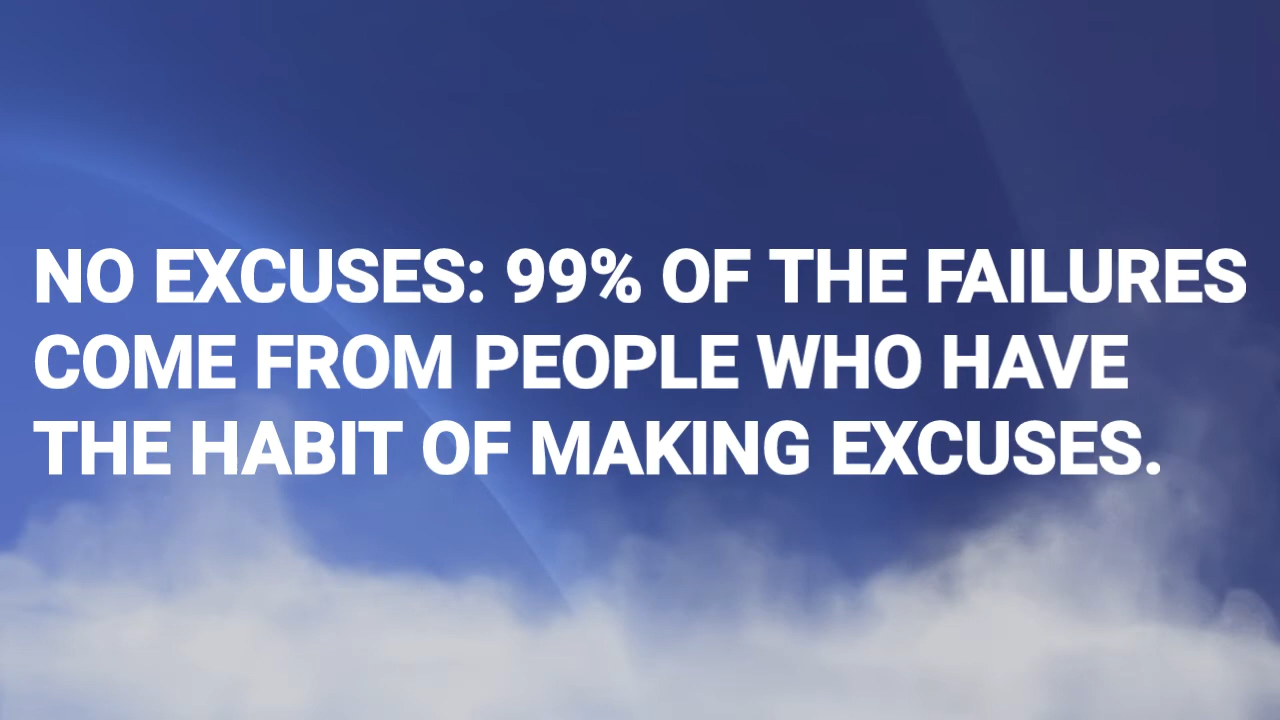 NO EXCUSES: 99% OF THE FAILURES
COME FROM PEOPLE WHO HAVE
THE HABIT OF MAKING EXCUSES.